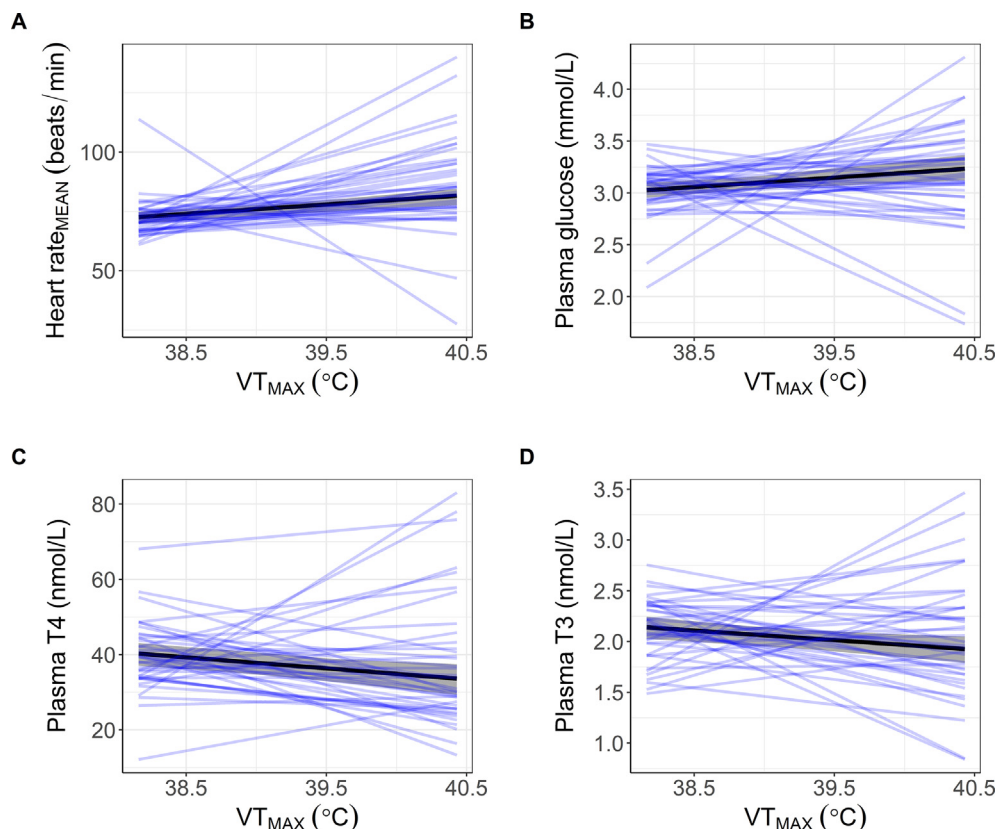 A
Heart rateMEAN (beats/min)
100
50
38.5 39.5 40.5
VTMAX (°C)
B
Plasma glucose (mmol/L)
4.0
3.5
3.0
2.5
2.0
38.5 39.5 40.5
VTMAX (°C)
C
Plasma T4 (nmol/L)
80
60
40
20
38.5 39.5 40.5
VTMAX (°C)
D
Plasma T3 (nmol/L)
3.5
3.0
2.5
2.0
1.5
1.0
38.5 39.5 40.5
VTMAX (°C)